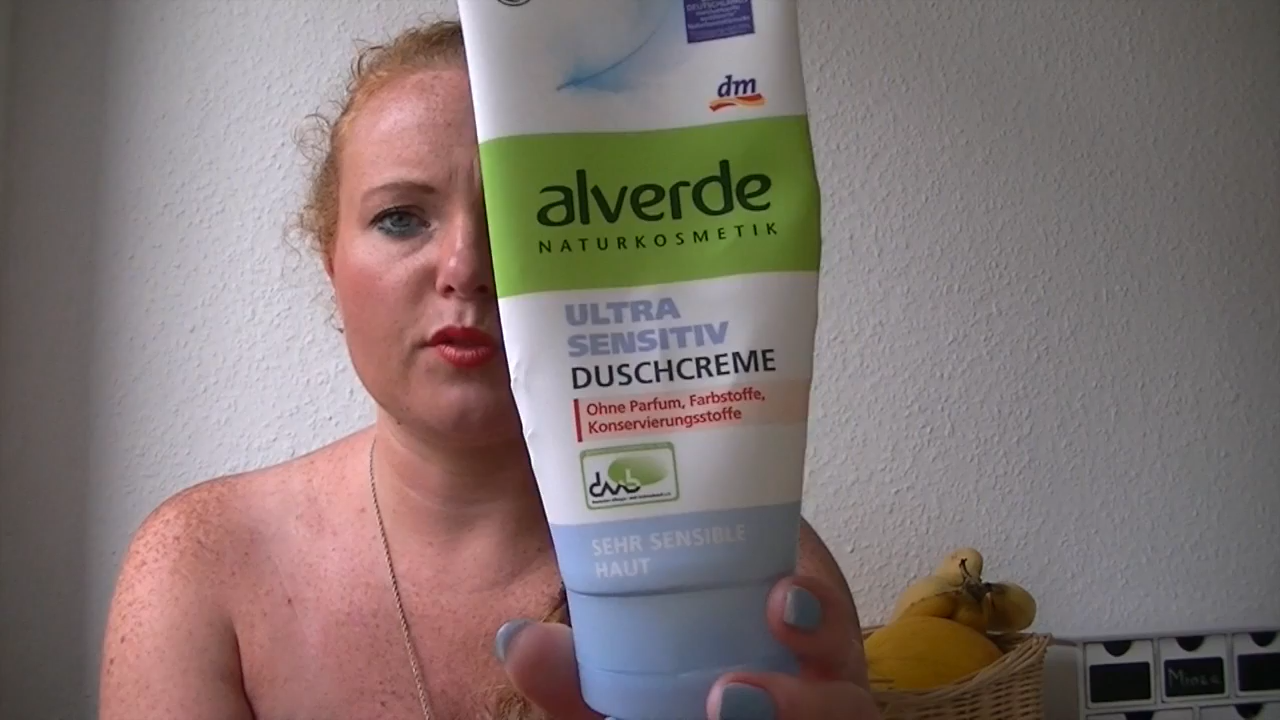 dm
alverde
NATURKOSMETIK
ULTRA
SENSITIV
DUSCHCREME
Ohne Parfum, Farbstoffe,
Konservierungsstoffe
SEHR SENSIBLE
HAUT